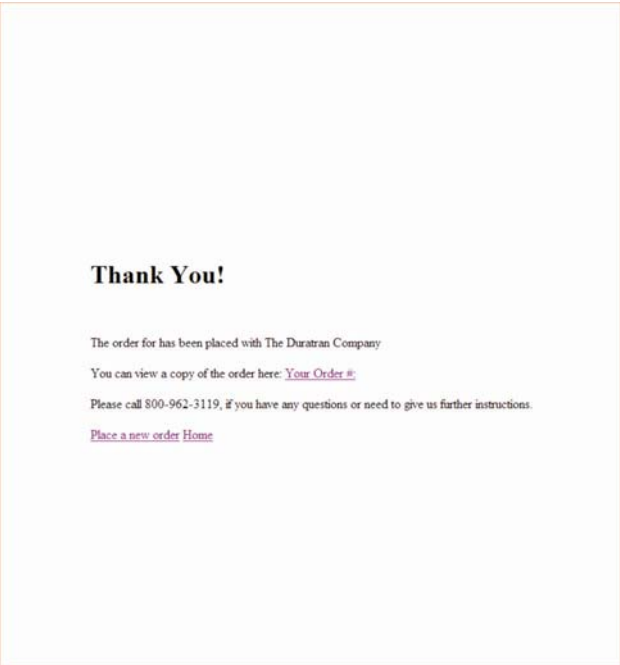 Thank You!
The order for has been placed with The Duratran Company
You can view a copy of the order here: Your Order #:
Please call 800-962-3119, if you have any questions or need to give us further instructions.
Place a new order Home